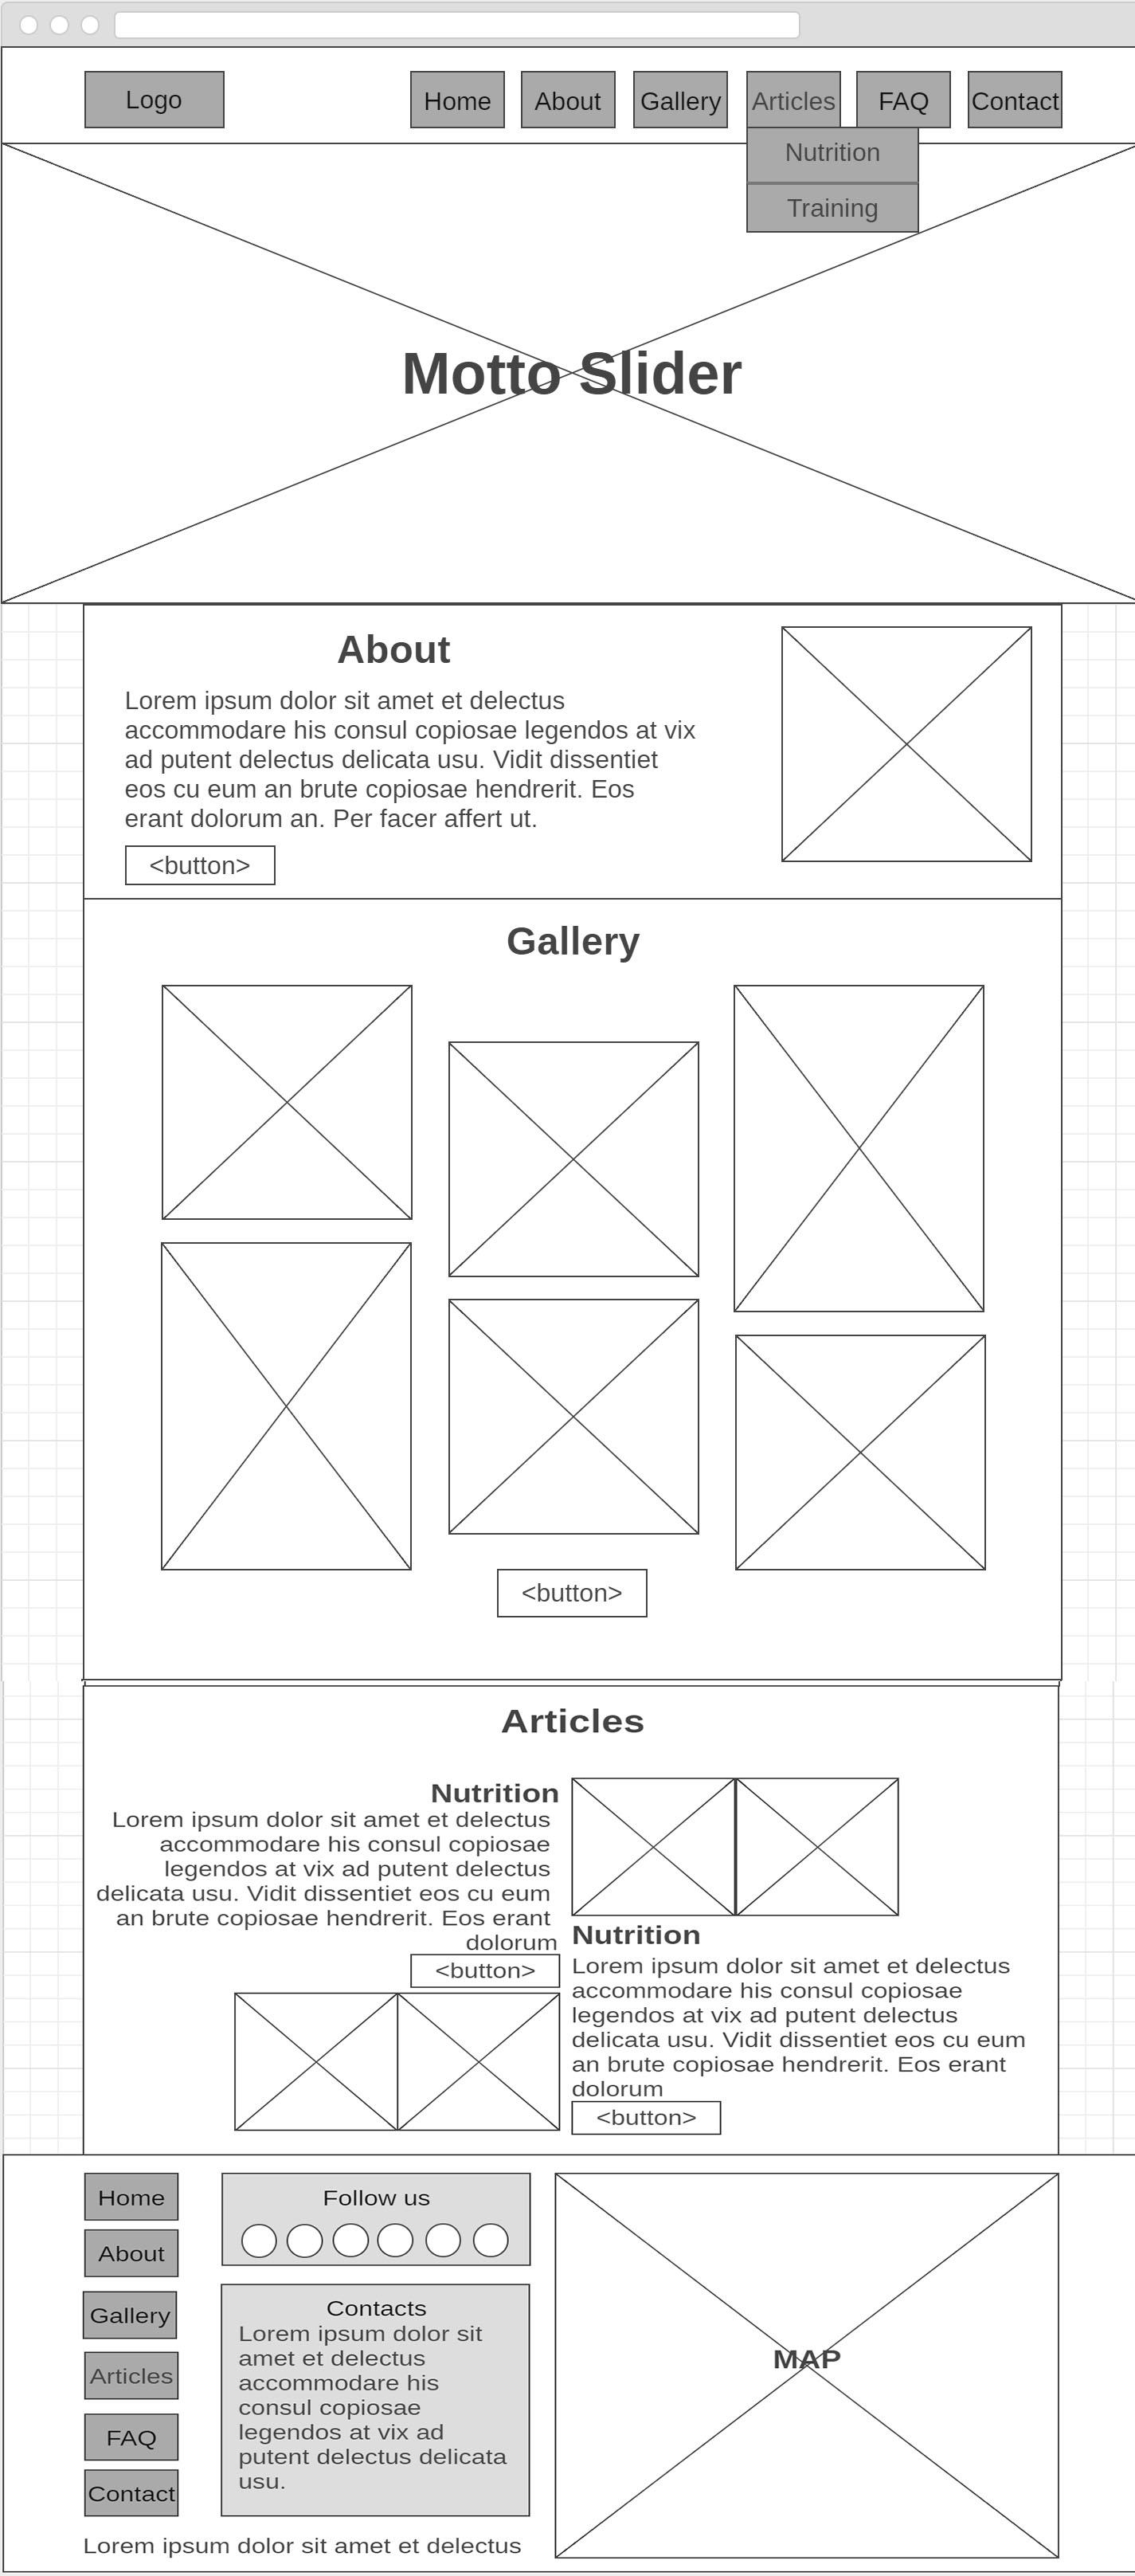 Logo
Home
About
Gallery
Articles
FAQ
Contact
Nutrition
Training
Motto Slider
About
Lorem ipsum dolor sit amet et delectus
accommodare his consul copiosae legendos at vix
ad putent delectus delicata usu. Vidit dissentiet
eos cu eum an brute copiosae hendrerit. Eos
erant dolorum an. Per facer affert ut.
<button>
Gallery
<button>
Articles
Nutrition
Lorem ipsum dolor sit amet et delectus
accommodare his consul copiosae
legendos at vix ad putent delectus
delicata usu. Vidit dissentiet eos cu eum
an brute copiosae hendrerit. Eos erant
dolorum
<button>
Nutrition
Lorem ipsum dolor sit amet et delectus
accommodare his consul copiosae
legendos at vix ad putent delectus
delicata usu. Vidit dissentiet eos cu eum
an brute copiosae hendrerit. Eos erant
dolorum
<button>
Home
About
Gallery
Articles
FAQ
Contact
Follow us
Contacts
Lorem ipsum dolor sit
amet et delectus
accommodare his
consul copiosae
legendos at vix ad
putent delectus delicata
usu.
MAP
Lorem ipsum dolor sit amet et delectus